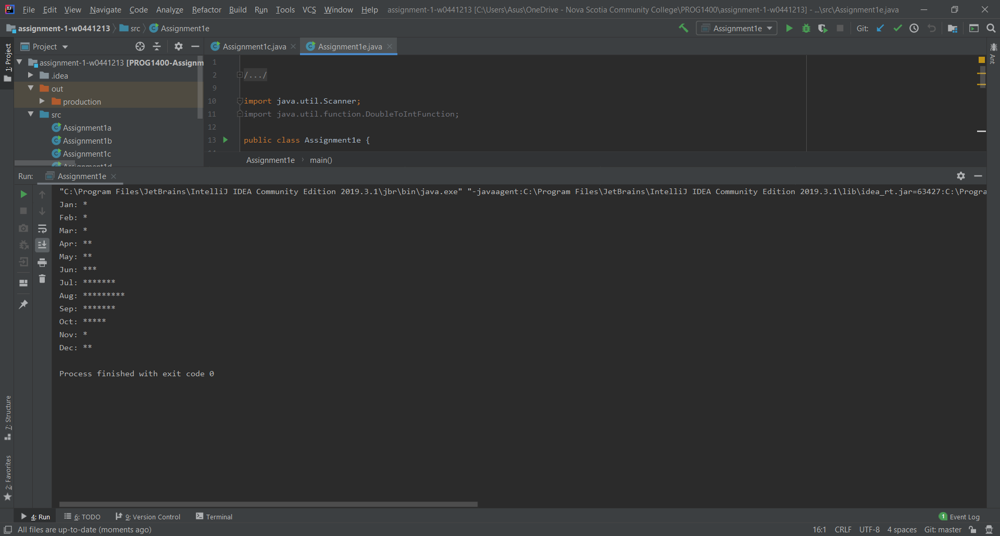 File Edit View Navigate Code Analyze Refactor Build Run Tools VCS Window Help assignment-1-w0441213 [C:\Users\Asus\OneDrive - Nova Scotia Community College\PROG1400\assignment-1-w0441213] - ...\src\Assignment1e.java
assignment-1-w0441213 src Assignment1e
Assignment1e Git:
1: Project
Project
assignment-1-w0441213 [PROG1400-Assignm
.idea
out
production
src
Assignment1a
Assignment1b
Assignment1c
Assignment1d
Assignment1c.java Assignment1e.java
1
2 /.../
9
10 import java.util.Scanner;
11 import java.util.function.DoubleToIntFunction;
12
13 public class Assignment1e {
Assignment1e main()
Ant
Run: Assignment1e
"C:\Program Files\JetBrains\IntelliJ IDEA Community Edition 2019.3.1\jbr\bin\java.exe" "-javaagent:C:\Program Files\JetBrains\IntelliJ IDEA Community Edition 2019.3.1\lib\idea_rt.jar=63427:C:\Progra
Jan: *
Feb: *
Mar: *
Apr: **
May: **
Jun: ***
Jul: *******
Aug: *********
Sep: *******
Oct: *****
Nov: *
Dec: **
Process finished with exit code 0
7: Structure
2: Favorites
4: Run 6: TODO 9: Version Control Terminal 1 Event Log
All files are up-to-date (moments ago) 16:1 CRLF UTF-8 4 spaces Git: master